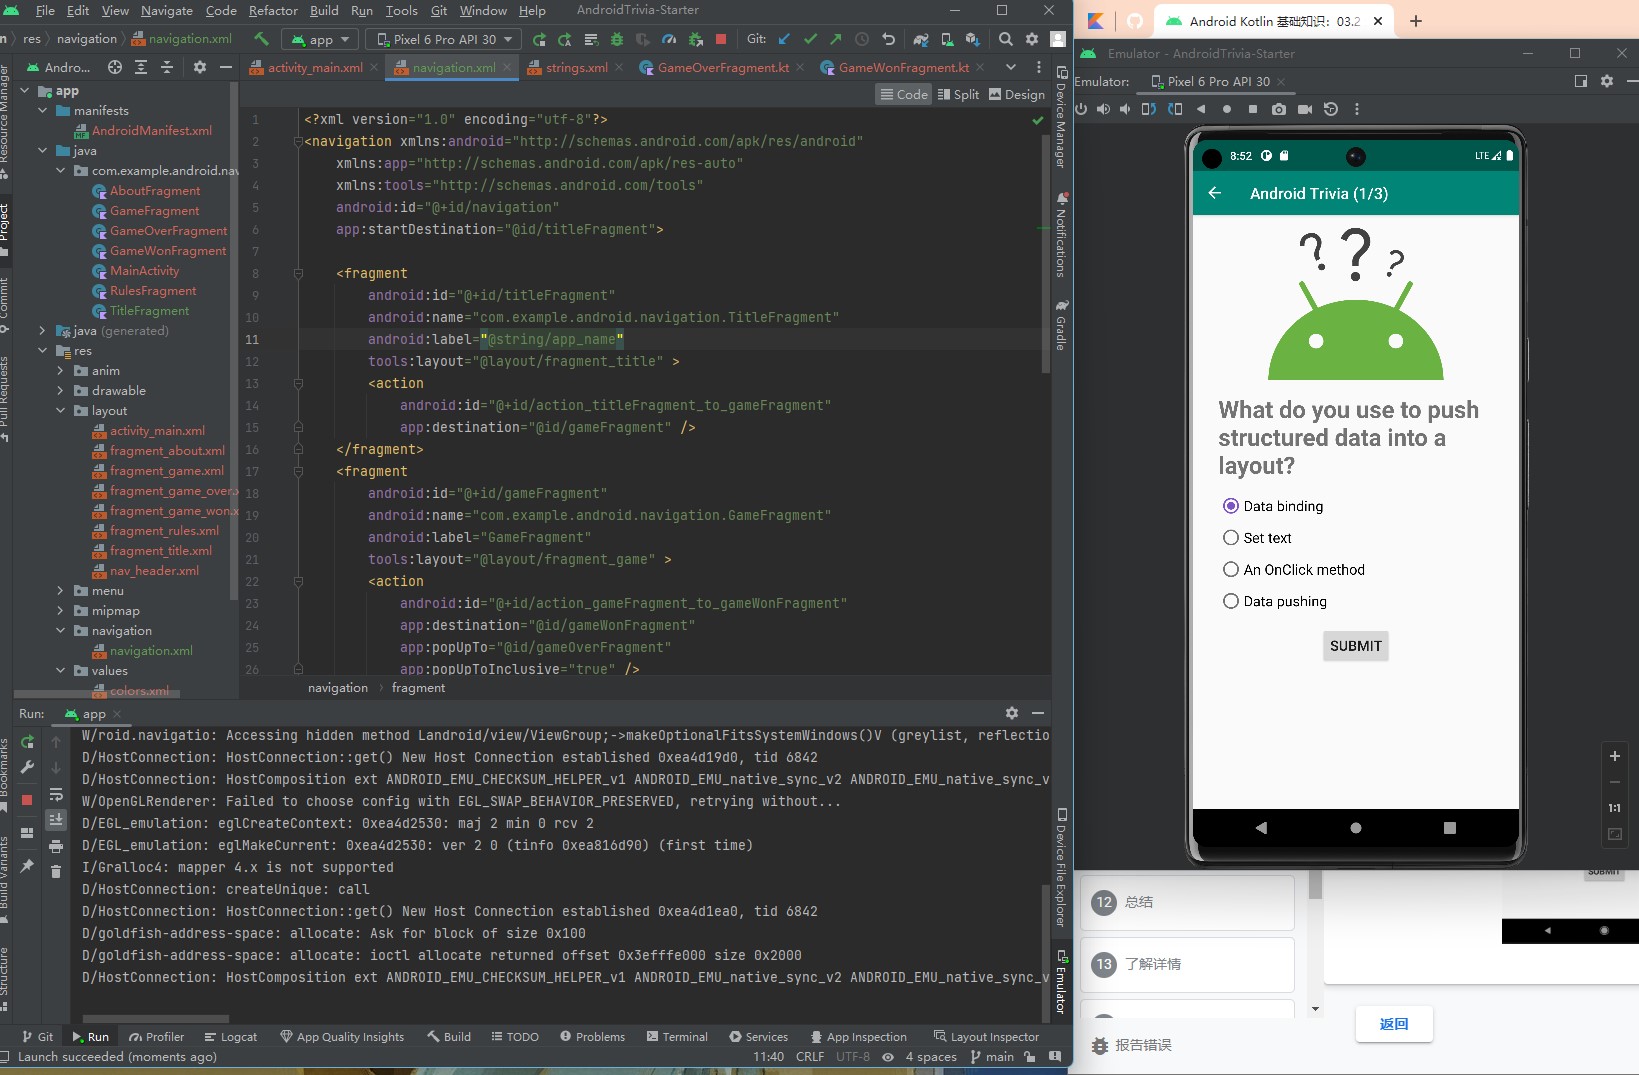 File Edit View Navigate Code Refactor Build Run Tools Git Window Help AndroidTrivia-Starter
res navigation navigation.xml app Pixel 6 Pro API 30 Git:
Andro... activity_main.xml navigation.xml strings.xml GameOverFragment.kt GameWonFragment.kt
Code Split Design
Resource Manager
Project
Commit
Pull Requests
Bookmarks
Build Variants
Structure
app
manifests
AndroidManifest.xml
java
com.example.android.nav
AboutFragment
GameFragment
GameOverFragment
GameWonFragment
MainActivity
RulesFragment
TitleFragment
java (generated)
res
anim
drawable
layout
activity_main.xml
fragment_about.xml
fragment_game.xml
fragment_game_over.x
fragment_game_won.x
fragment_rules.xml
fragment_title.xml
nav_header.xml
menu
mipmap
navigation
navigation.xml
values
colors.xml
1 <?xml version="1.0" encoding="utf-8"?>
2 <navigation xmlns:android="http://schemas.android.com/apk/res/android"
3 xmlns:app="http://schemas.android.com/apk/res-auto"
4 xmlns:tools="http://schemas.android.com/tools"
5 android:id="@+id/navigation"
6 app:startDestination="@id/titleFragment">
7
8 <fragment
9 android:id="@+id/titleFragment"
10 android:name="com.example.android.navigation.TitleFragment"
11 android:label="@string/app_name"
12 tools:layout="@layout/fragment_title" >
13 <action
14 android:id="@+id/action_titleFragment_to_gameFragment"
15 app:destination="@id/gameFragment" />
16 </fragment>
17 <fragment
18 android:id="@+id/gameFragment"
19 android:name="com.example.android.navigation.GameFragment"
20 android:label="GameFragment"
21 tools:layout="@layout/fragment_game" >
22 <action
23 android:id="@+id/action_gameFragment_to_gameWonFragment"
24 app:destination="@id/gameWonFragment"
25 app:popUpTo="@id/gameOverFragment"
26 app:popUpToInclusive="true" />
navigation fragment
Device Manager
Notifications
Gradle
Device File Explorer
Emulator
Run: app
W/roid.navigatio: Accessing hidden method Landroid/view/ViewGroup;->makeOptionalFitsSystemWindows()V (greylist, reflectio
D/HostConnection: HostConnection::get() New Host Connection established 0xea4d19d0, tid 6842
D/HostConnection: HostComposition ext ANDROID_EMU_CHECKSUM_HELPER_v1 ANDROID_EMU_native_sync_v2 ANDROID_EMU_native_sync_v
W/OpenGLRenderer: Failed to choose config with EGL_SWAP_BEHAVIOR_PRESERVED, retrying without...
D/EGL_emulation: eglCreateContext: 0xea4d2530: maj 2 min 0 rcv 2
D/EGL_emulation: eglMakeCurrent: 0xea4d2530: ver 2 0 (tinfo 0xea816d90) (first time)
I/Gralloc4: mapper 4.x is not supported
D/HostConnection: createUnique: call
D/HostConnection: HostConnection::get() New Host Connection established 0xea4d1ea0, tid 6842
D/goldfish-address-space: allocate: Ask for block of size 0x100
D/goldfish-address-space: allocate: ioctl allocate returned offset 0x3efffe000 size 0x2000
D/HostConnection: HostComposition ext ANDROID_EMU_CHECKSUM_HELPER_v1 ANDROID_EMU_native_sync_v2 ANDROID_EMU_native_sync_v
Git Run Profiler Logcat App Quality Insights Build TODO Problems Terminal Services App Inspection Layout Inspector
Launch succeeded (moments ago) 11:40 CRLF UTF-8 4 spaces main
Android Kotlin 基础知识：03.2
Emulator - AndroidTrivia-Starter
Emulator: Pixel 6 Pro API 30
8:52 LTE
Android Trivia (1/3)
What do you use to push
structured data into a
layout?
Data binding
Set text
An OnClick method
Data pushing
SUBMIT
1:1
SUBMIT
12 总结
13 了解详情
返回
报告错误